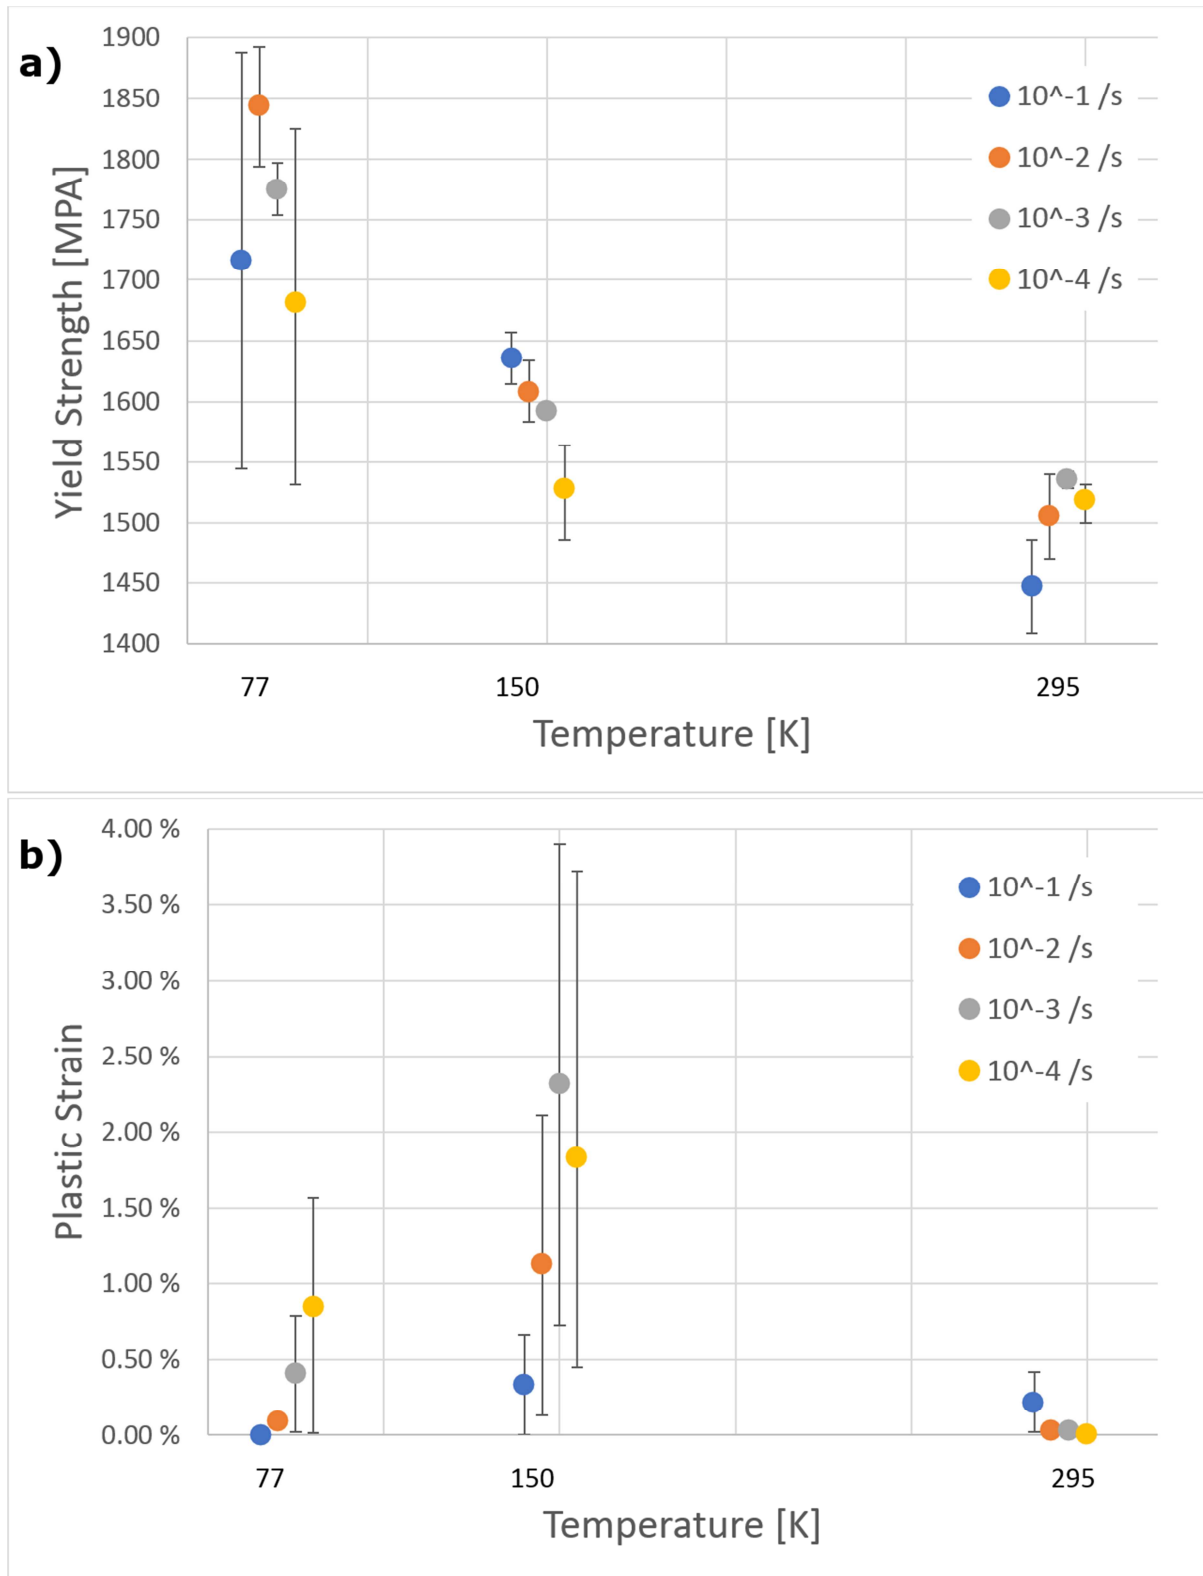 a)
1900
1850
1800
1750
1700
1650
1600
1550
1500
1450
1400
Yield Strength [MPA]
10^-1 /s
10^-2 /s
10^-3 /s
10^-4 /s
77
150
295
Temperature [K]
b)
4.00 %
3.50 %
3.00 %
2.50 %
2.00 %
1.50 %
1.00 %
0.50 %
0.00 %
Plastic Strain
10^-1 /s
10^-2 /s
10^-3 /s
10^-4 /s
77
150
295
Temperature [K]